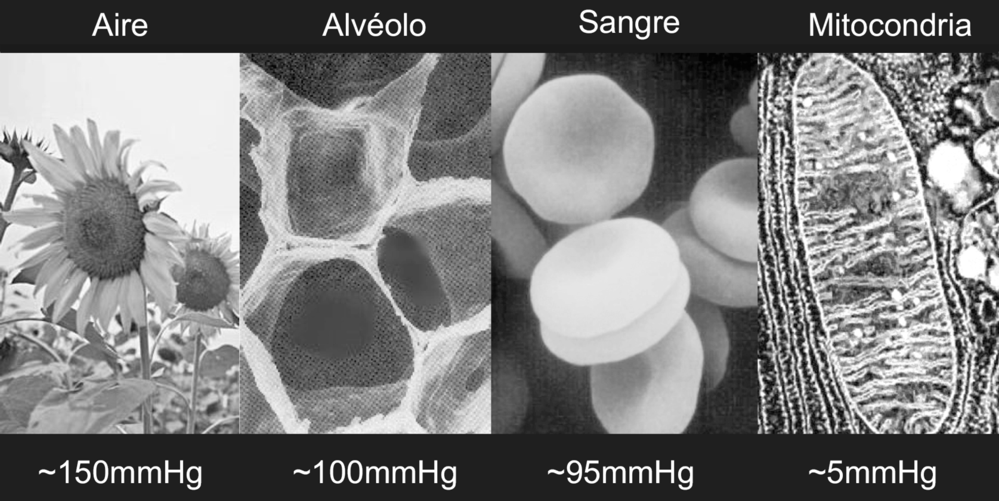 Aire
Alvéolo
Sangre
Mitocondria
~150mmHg
~100mmHg
~95mmHg
~5mmHg